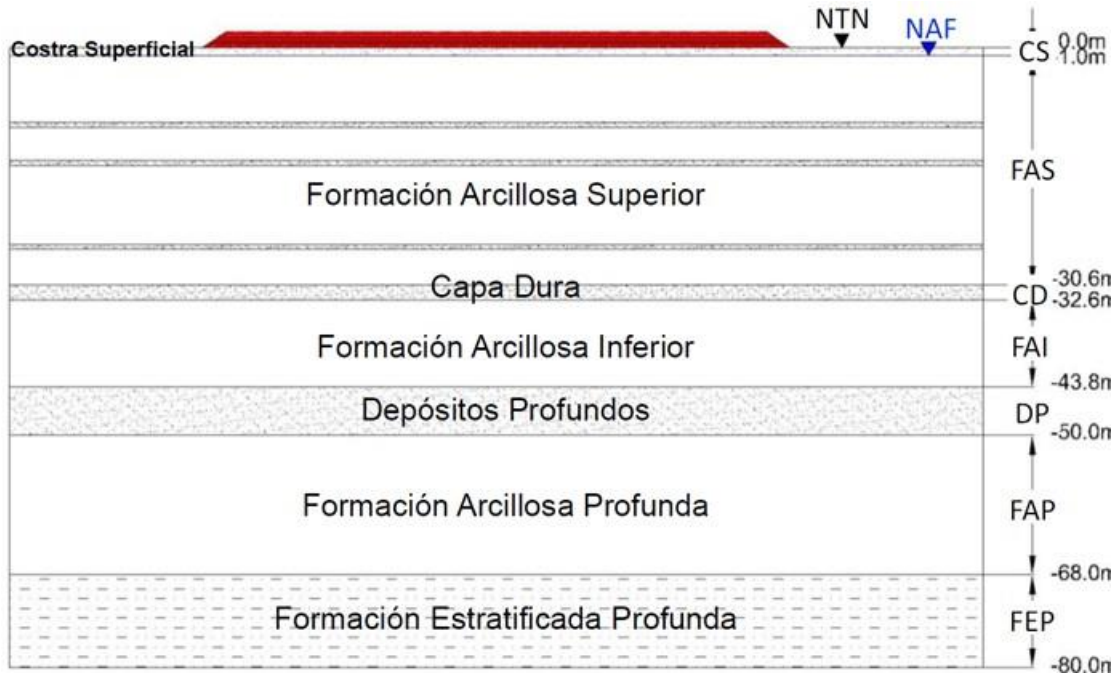 NTN
NAF
Costra Superficial
CS
0.0m
-1.0m
FAS
Formación Arcillosa Superior
-30.6m
Capa Dura
CD
-32.6m
Formación Arcillosa Inferior
FAI
-43.8m
Depósitos Profundos
DP
-50.0m
Formación Arcillosa Profunda
FAP
-68.0m
Formación Estratificada Profunda
FEP
-80.0m